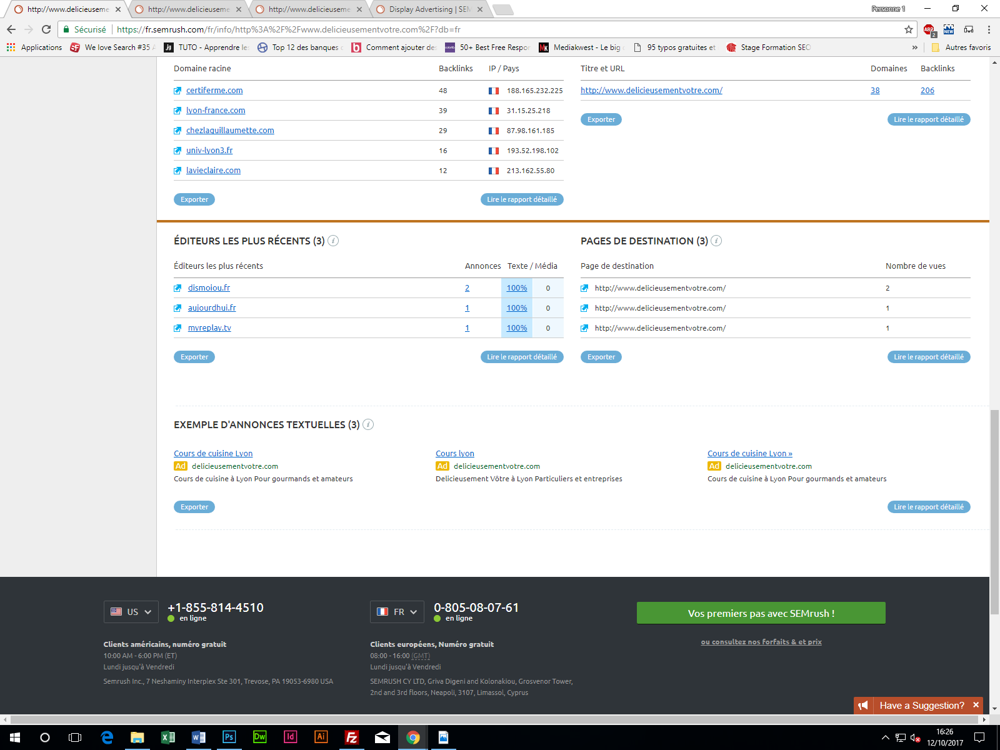 http://www.delicieuseme
http://www.delicieuseme
http://www.delicieuseme
Display Advertising | SEM
Personne 1
Sécurisé
https://fr.semrush.com/fr/info/http%3A%2F%2Fwww.delicieusementvotre.com%2F?db=fr
ABP
2
NEW
Applications
SF We love Search #35
jg TUTO - Apprendre le
Top 12 des banques
b Comment ajouter de
50+ Best Free Respor
MK Mediakwest - Le big
95 typos gratuites et
Stage Formation SEO
»
Autres favoris
Domaine racine Backlinks IP / Pays
certiferme.com 48 188.165.232.225
lyon-france.com 39 31.15.25.218
chezlaguillaumette.com 29 87.98.161.185
univ-lyon3.fr 16 193.52.198.102
lavieclaire.com 12 213.162.55.80
Exporter Lire le rapport détaillé
Titre et URL Domaines Backlinks
http://www.delicieusementvotre.com/ 38 206
Exporter Lire le rapport détaillé
ÉDITEURS LES PLUS RÉCENTS (3) i
Éditeurs les plus récents Annonces Texte / Média
dismoiou.fr 2 100% 0
aujourdhui.fr 1 100% 0
myreplay.tv 1 100% 0
Exporter Lire le rapport détaillé
PAGES DE DESTINATION (3) i
Page de destination Nombre de vues
http://www.delicieusementvotre.com/ 2
http://www.delicieusementvotre.com/ 1
http://www.delicieusementvotre.com/ 1
Exporter Lire le rapport détaillé
EXEMPLE D'ANNONCES TEXTUELLES (3) i
Cours de cuisine Lyon
Ad delicieusementvotre.com
Cours de cuisine à Lyon Pour gourmands et amateurs
Cours lyon
Ad delicieusementvotre.com
Delicieusement Vôtre à Lyon Particuliers et entreprises
Cours de cuisine Lyon »
Ad delicieusementvotre.com
Cours de cuisine à Lyon Pour gourmands et amateurs
Exporter Lire le rapport détaillé
US +1-855-814-4510
en ligne
Clients américains, numéro gratuit
10:00 AM - 6:00 PM (ET)
Lundi jusqu'à Vendredi
Semrush Inc., 7 Neshaminy Interplex Ste 301, Trevose, PA 19053-6980 USA
FR 0-805-08-07-61
en ligne
Clients européens, Numéro gratuit
08:00 - 16:00 (GMT)
Lundi jusqu'à Vendredi
SEMRUSH CY LTD, Griva Digeni and Kolonakiou, Grosvenor Tower,
2nd and 3rd floors, Neapoli, 3107, Limassol, Cyprus
Vos premiers pas avec SEMrush !
ou consultez nos forfaits & et prix
Have a Suggestion?
Ps
Dw
Id
Ai
Fz
16:26
12/10/2017